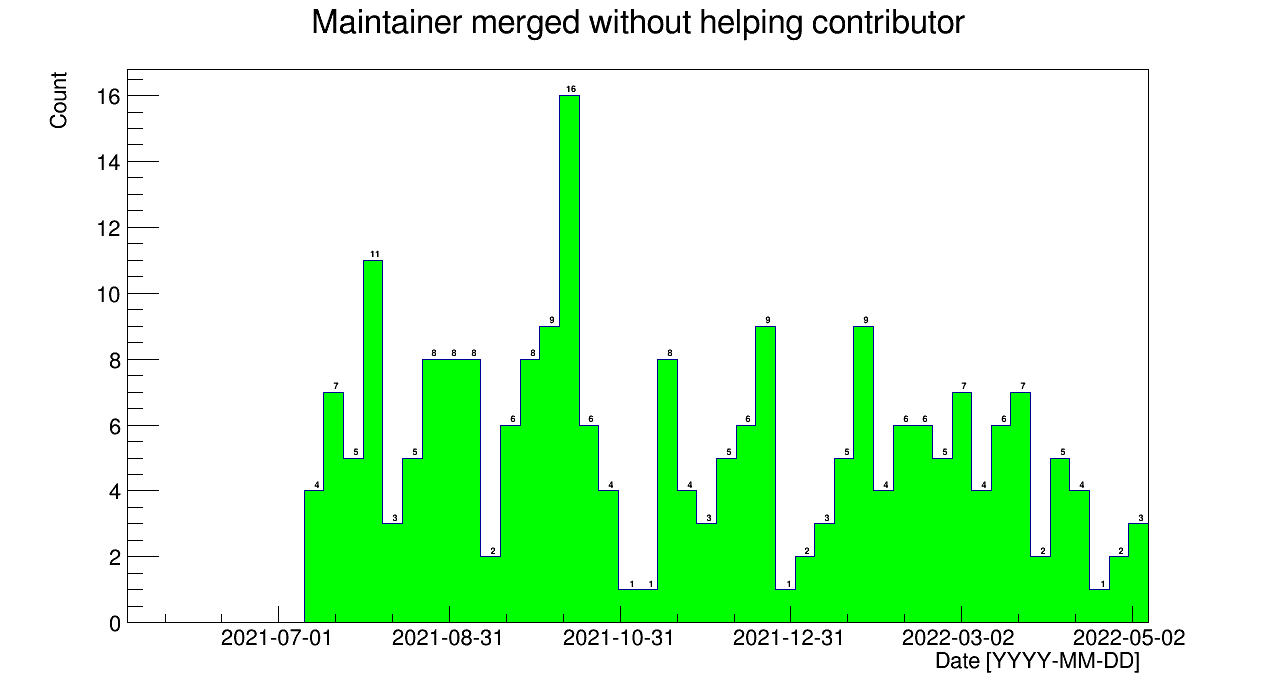 Maintainer merged without helping contributor
Count
16
14
12
10
8
6
4
2
0
4 7 5 11 3 5 8 8 8 2 6 8 9 16 6 4 1 1 8 4 3 5 6 9 1 2 3 5 9 4 6 6 5 7 4 6 7 2 5 4 1 2 3
2021-07-01 2021-08-31 2021-10-31 2021-12-31 2022-03-02 2022-05-02
Date [YYYY-MM-DD]